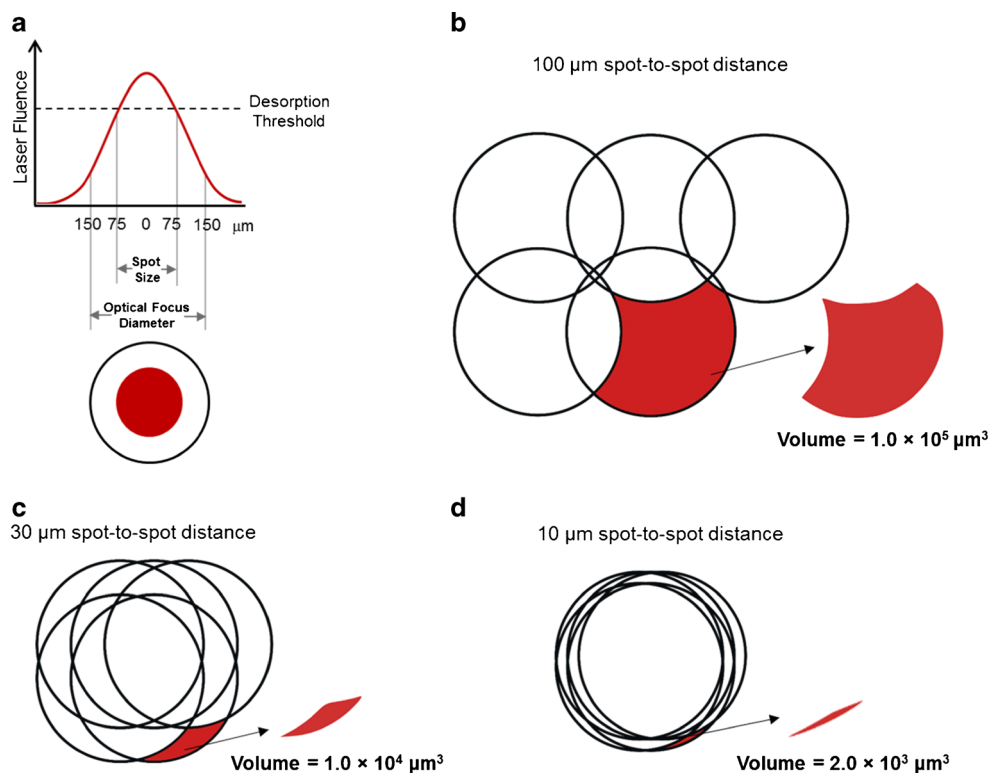 a
Laser Fluence
Desorption
Threshold
150 75 0 75 150 μm
Spot
Size
Optical Focus
Diameter
b
100 μm spot-to-spot distance
Volume = 1.0 × 10⁵ μm³
c
30 μm spot-to-spot distance
Volume = 1.0 × 10⁴ μm³
d
10 μm spot-to-spot distance
Volume = 2.0 × 10³ μm³